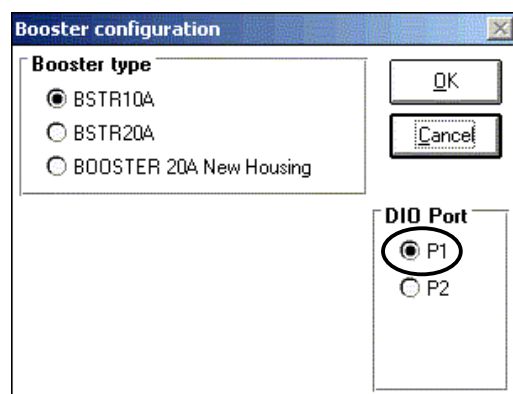 Booster configuration
Booster type
BSTR10A
BSTR20A
BOOSTER 20A New Housing
OK
Cancel
DIO Port
P1
P2